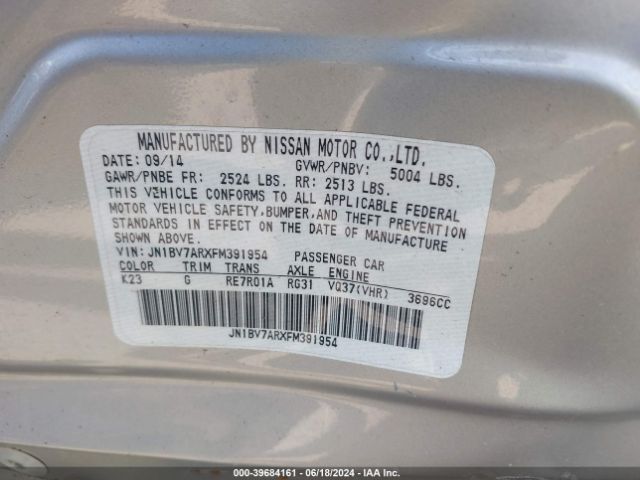 MANUFACTURED BY NISSAN MOTOR CO.,LTD.
DATE: 09/14 GVWR/PNBV: 5004 LBS.
GAWR/PNBE FR: 2524 LBS. RR: 2513 LBS.
THIS VEHICLE CONFORMS TO ALL APPLICABLE FEDERAL
MOTOR VEHICLE SAFETY,BUMPER,AND THEFT PREVENTION
STANDARDS IN EFFECT ON THE DATE OF MANUFACTURE
SHOWN ABOVE.
VIN: JN1BV7ARXFM391954 PASSENGER CAR
COLOR TRIM TRANS AXLE ENGINE
K23 G RE7R01A RG31 VQ37(VHR) 3696CC
JN1BV7ARXFM391954
000-39684161 | 06/18/2024 | IAA Inc.